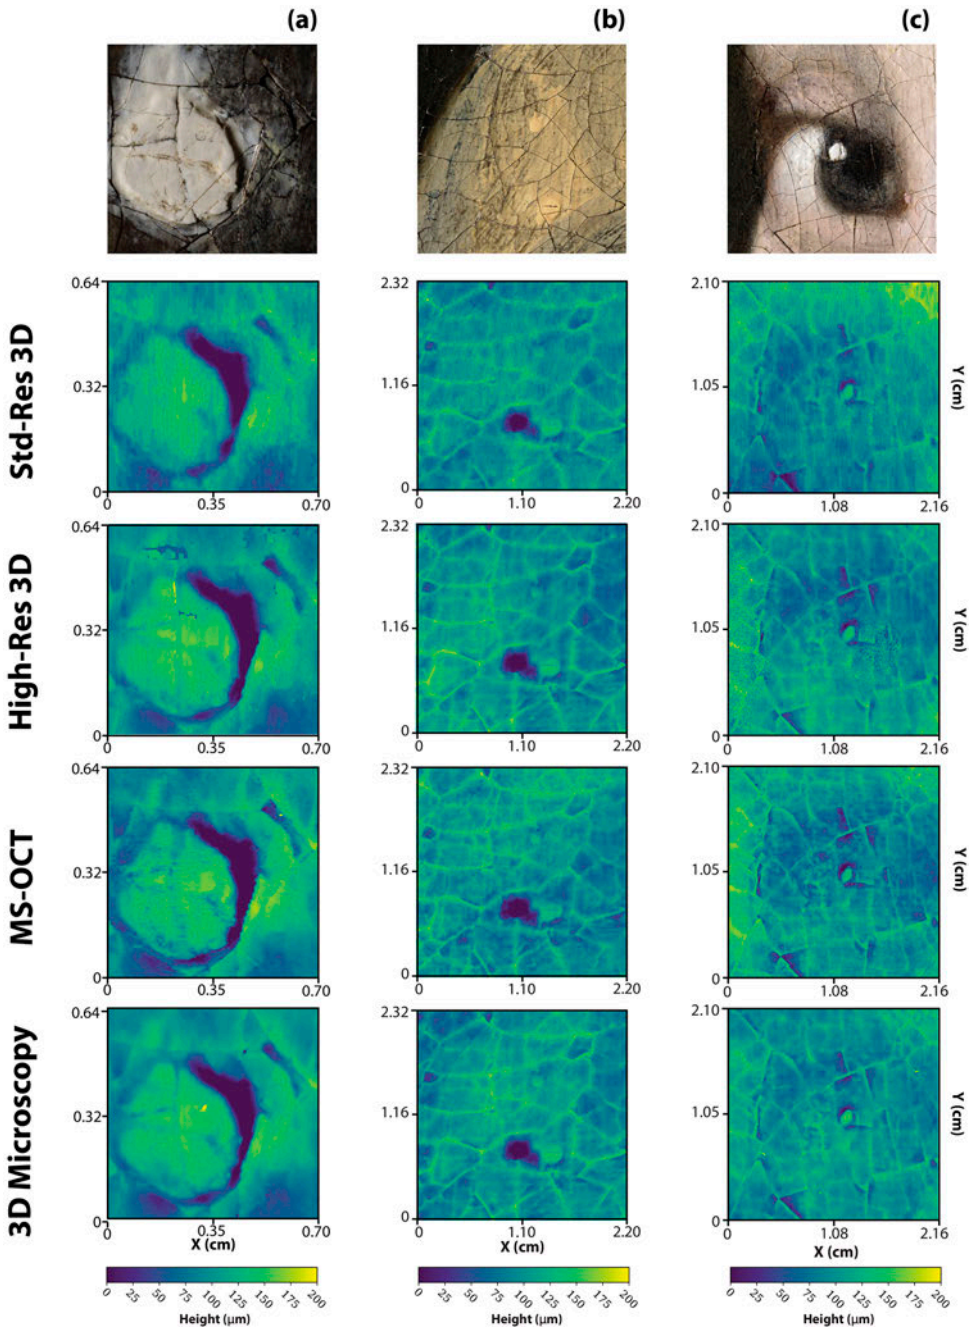 (a) (b) (c)
Std-Res 3D
0.64 2.32 2.10
0.32 1.16 1.05 Y (cm)
0 0 0
0 0.35 0.70 0 1.10 2.20 0 1.08 2.16
High-Res 3D
0.64 2.32 2.10
0.32 1.16 1.05 Y (cm)
0 0 0
0 0.35 0.70 0 1.10 2.20 0 1.08 2.16
MS-OCT
0.64 2.32 2.10
0.32 1.16 1.05 Y (cm)
0 0 0
0 0.35 0.70 0 1.10 2.20 0 1.08 2.16
3D Microscopy
0.64 2.32 2.10
0.32 1.16 1.05 Y (cm)
0 0 0
0 0.35 0.70 0 1.10 2.20 0 1.08 2.16
X (cm) X (cm) X (cm)
0 25 50 75 100 125 150 175 200 0 25 50 75 100 125 150 175 200 0 25 50 75 100 125 150 175 200
Height (μm) Height (μm) Height (μm)